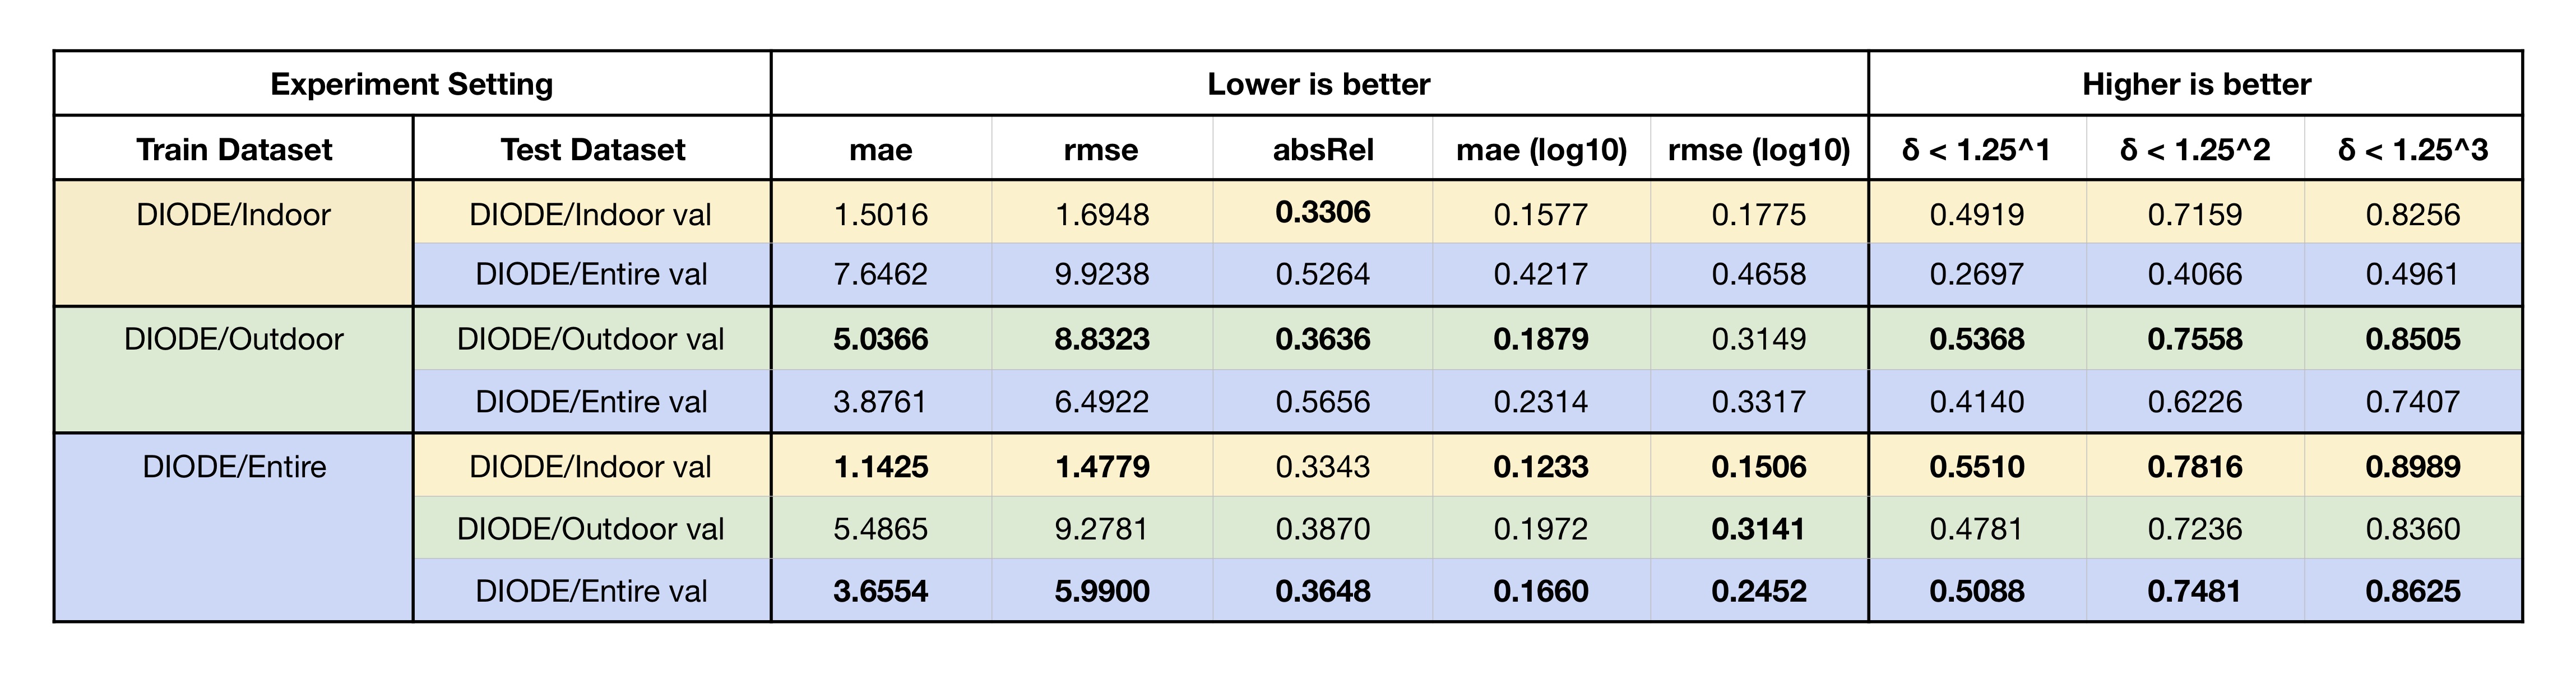 Experiment Setting Lower is better Higher is better
Train Dataset Test Dataset mae rmse absRel mae (log10) rmse (log10) δ < 1.25^1 δ < 1.25^2 δ < 1.25^3
DIODE/Indoor DIODE/Indoor val 1.5016 1.6948 0.3306 0.1577 0.1775 0.4919 0.7159 0.8256
DIODE/Entire val 7.6462 9.9238 0.5264 0.4217 0.4658 0.2697 0.4066 0.4961
DIODE/Outdoor DIODE/Outdoor val 5.0366 8.8323 0.3636 0.1879 0.3149 0.5368 0.7558 0.8505
DIODE/Entire val 3.8761 6.4922 0.5656 0.2314 0.3317 0.4140 0.6226 0.7407
DIODE/Entire DIODE/Indoor val 1.1425 1.4779 0.3343 0.1233 0.1506 0.5510 0.7816 0.8989
DIODE/Outdoor val 5.4865 9.2781 0.3870 0.1972 0.3141 0.4781 0.7236 0.8360
DIODE/Entire val 3.6554 5.9900 0.3648 0.1660 0.2452 0.5088 0.7481 0.8625